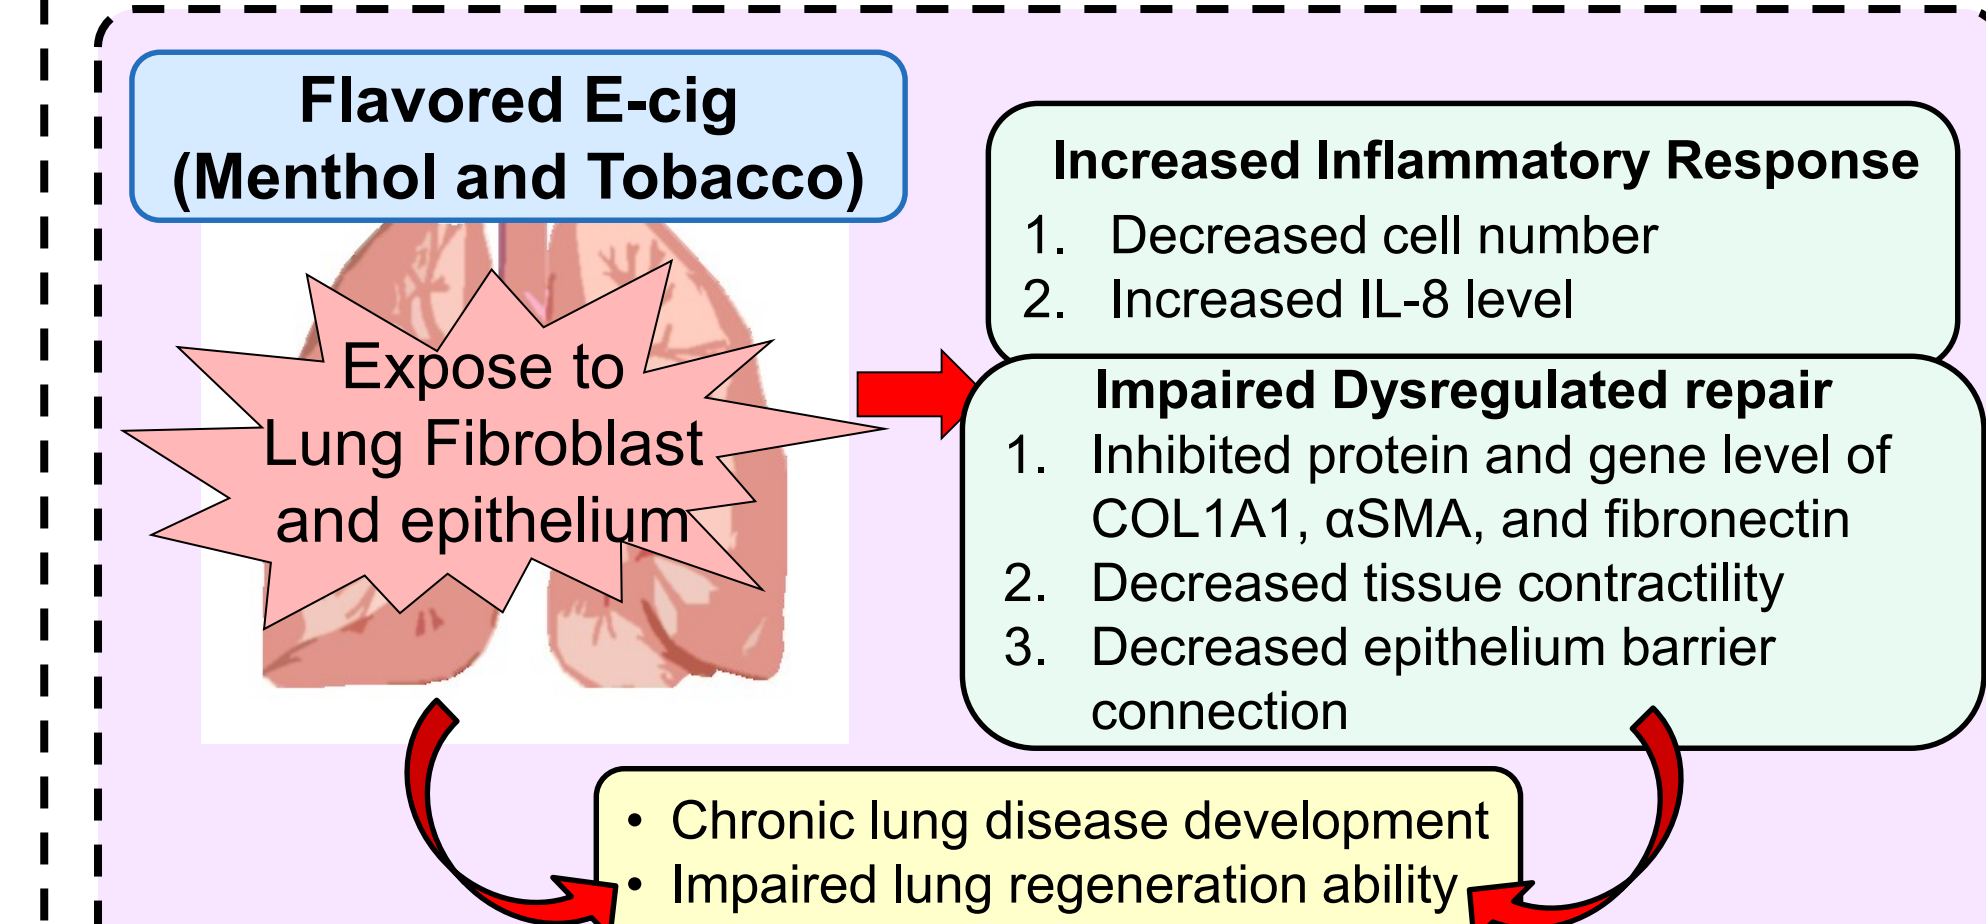 Flavored E-cig
(Menthol and Tobacco)
Expose to
Lung Fibroblast
and epithelium
Increased Inflammatory Response
1. Decreased cell number
2. Increased IL-8 level
Impaired Dysregulated repair
1. Inhibited protein and gene level of
COL1A1, αSMA, and fibronectin
2. Decreased tissue contractility
3. Decreased epithelium barrier
connection
• Chronic lung disease development
• Impaired lung regeneration ability